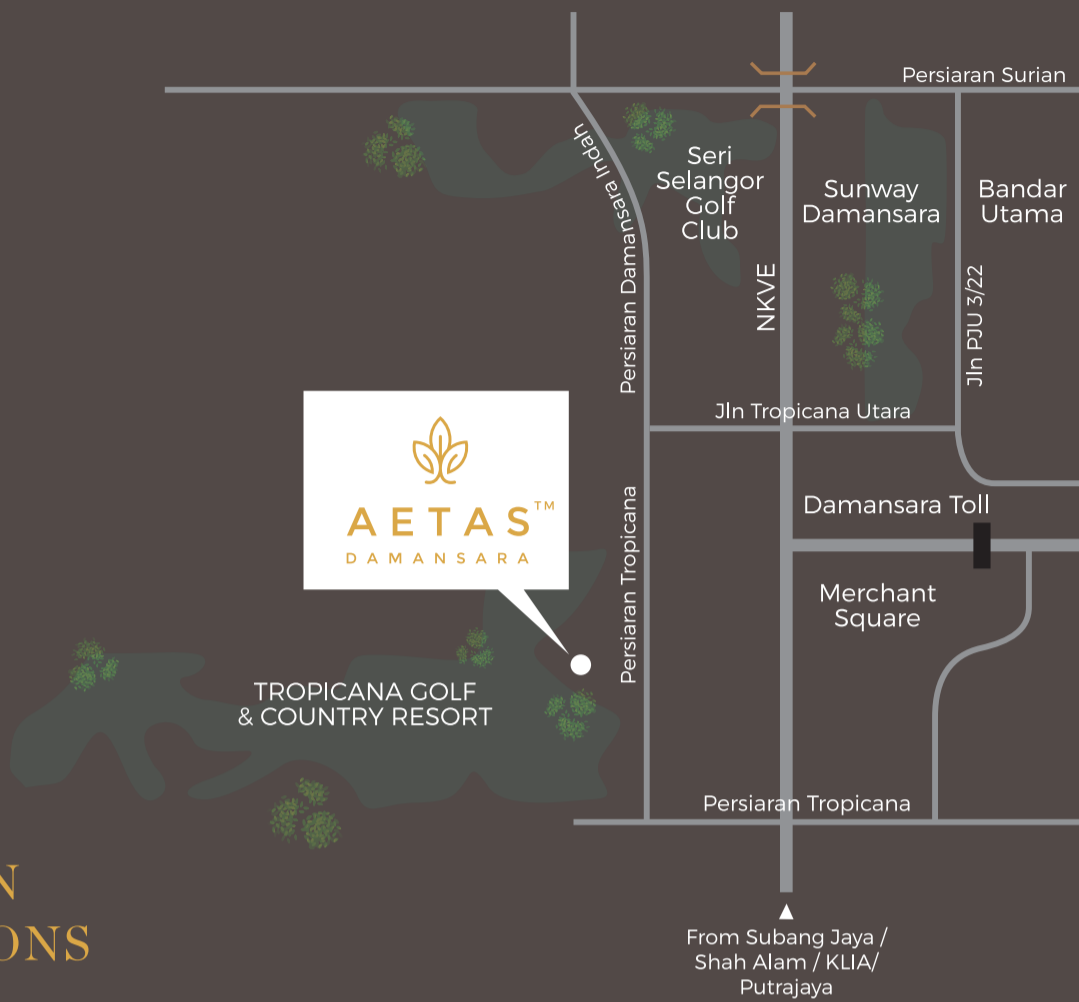 Persiaran Surian
Persiaran Damansara Indah
Seri
Selangor
Golf
Club
NKVE
Sunway
Damansara
Bandar
Utama
Jln PJU 3/22
Jln Tropicana Utara
AETAS™
DAMANSARA
Persiaran Tropicana
Damansara Toll
Merchant
Square
TROPICANA GOLF
& COUNTRY RESORT
Persiaran Tropicana
From Subang Jaya /
Shah Alam / KLIA/
Putrajaya